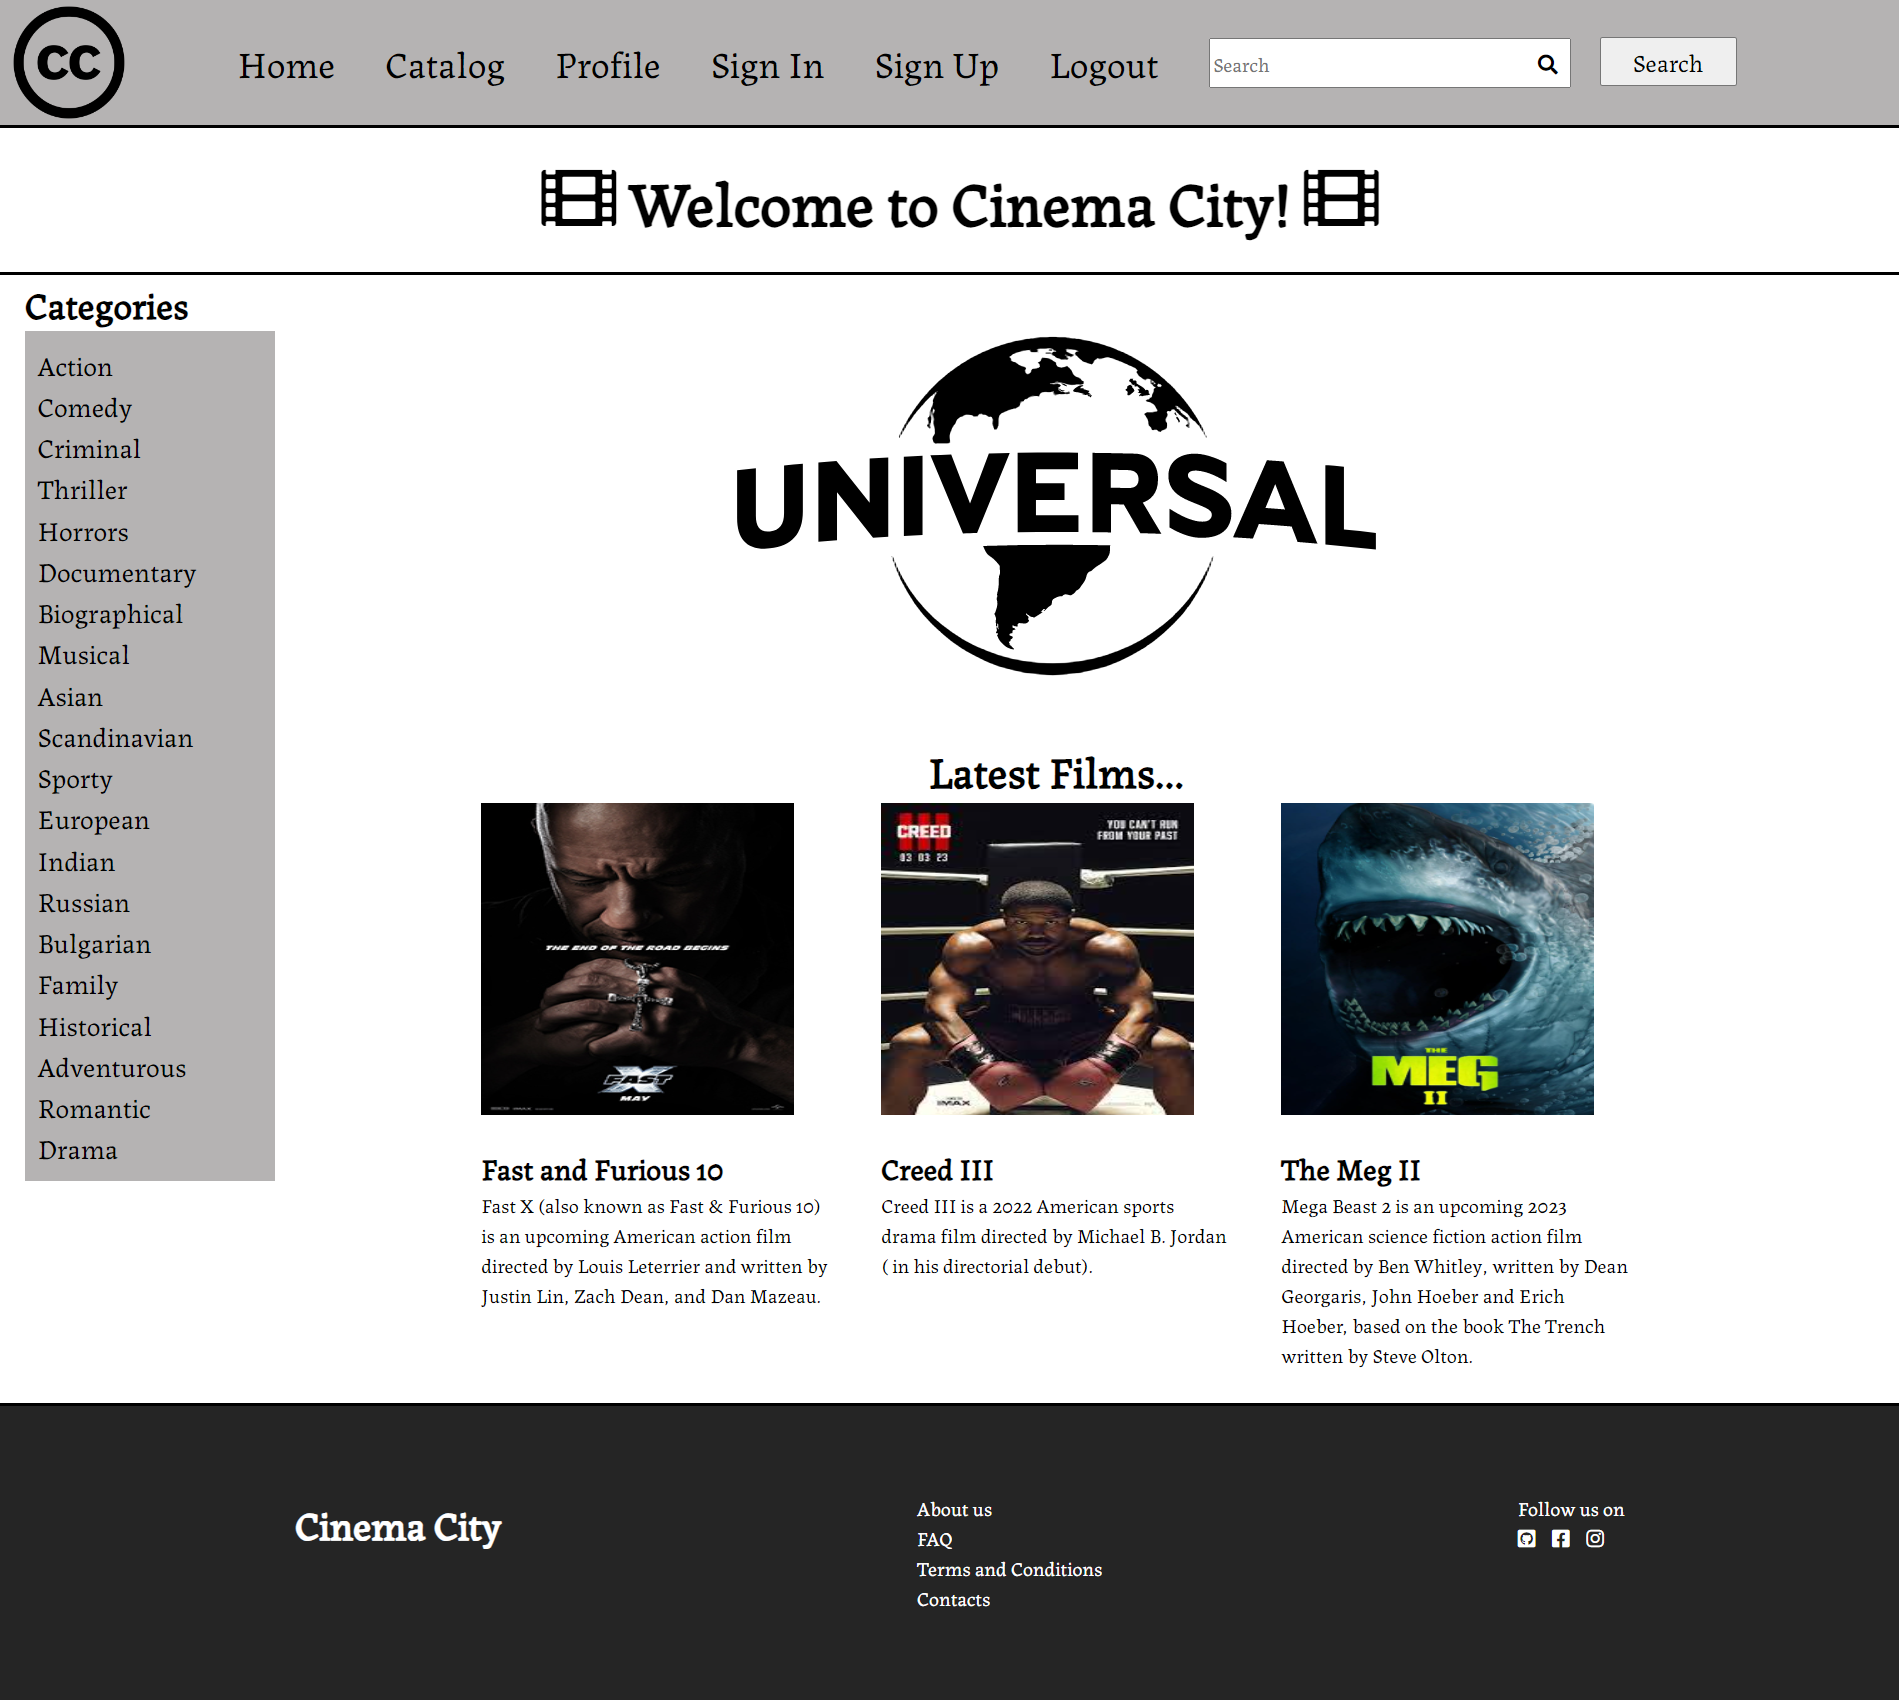 CC
Home Catalog Profile Sign In Sign Up Logout Search Search
Welcome to Cinema City!
Categories
Action
Comedy
Criminal
Thriller
Horrors
Documentary
Biographical
Musical
Asian
Scandinavian
Sporty
European
Indian
Russian
Bulgarian
Family
Historical
Adventurous
Romantic
Drama
UNIVERSAL
Latest Films...
THE END OF THE ROAD BEGINS
FAST X
MAY
CREED III
03 03 23
YOU CAN'T RUN
FROM YOUR PAST
CREED
IMAX
THE
MEG
II
Fast and Furious 10
Fast X (also known as Fast & Furious 10)
is an upcoming American action film
directed by Louis Leterrier and written by
Justin Lin, Zach Dean, and Dan Mazeau.
Creed III
Creed III is a 2022 American sports
drama film directed by Michael B. Jordan
( in his directorial debut).
The Meg II
Mega Beast 2 is an upcoming 2023
American science fiction action film
directed by Ben Whitley, written by Dean
Georgaris, John Hoeber and Erich
Hoeber, based on the book The Trench
written by Steve Olton.
Cinema City
About us
FAQ
Terms and Conditions
Contacts
Follow us on